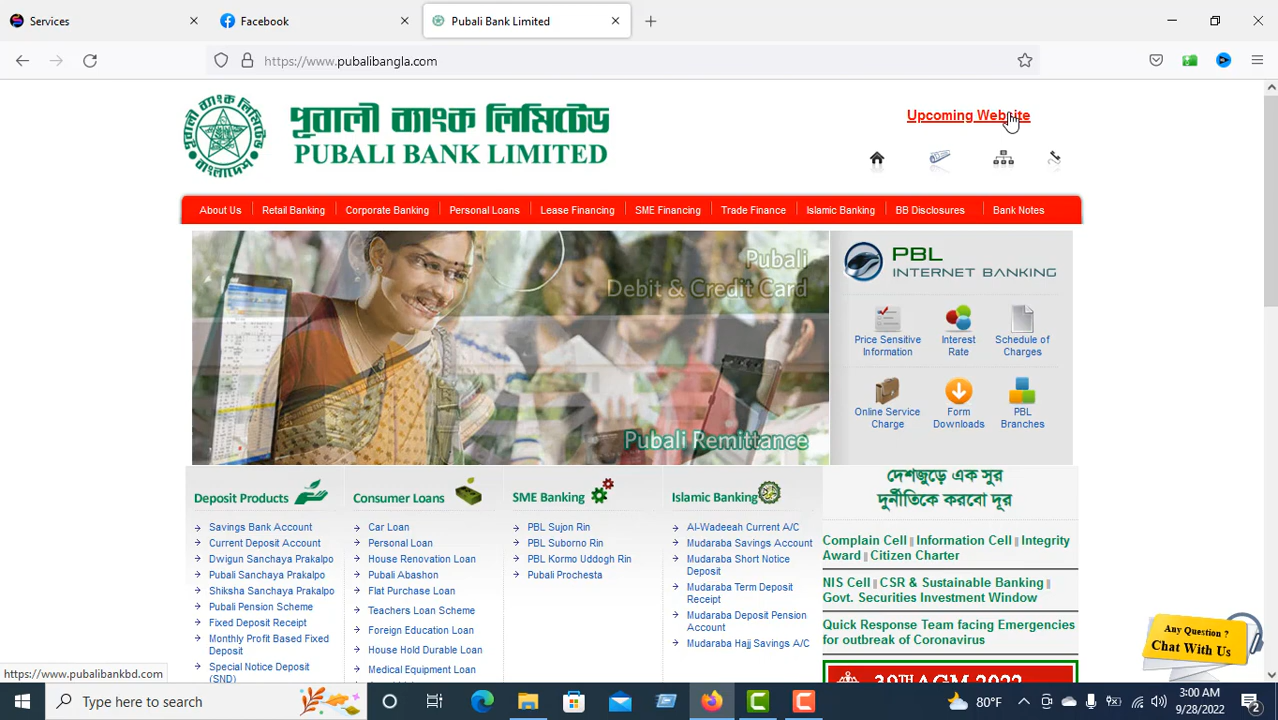 Services
Facebook
Pubali Bank Limited
https://www.pubalibangla.com
বাংলাদেশ
পূবালী ব্যাংক লিমিটেড
PUBALI BANK LIMITED
Upcoming Website
About Us
Retail Banking
Corporate Banking
Personal Loans
Lease Financing
SME Financing
Trade Finance
Islamic Banking
BB Disclosures
Bank Notes
Pubali
Debit & Credit Card
Pubali Remittance
PBL
INTERNET BANKING
Price Sensitive
Information
Interest
Rate
Schedule of
Charges
Online Service
Charge
Form
Downloads
PBL
Branches
Deposit Products
Savings Bank Account
Current Deposit Account
Dwigun Sanchaya Prakalpo
Pubali Sanchaya Prakalpo
Shiksha Sanchaya Prakalpo
Pubali Pension Scheme
Fixed Deposit Receipt
Monthly Profit Based Fixed
Deposit
Special Notice Deposit
(SND)
Consumer Loans
Car Loan
Personal Loan
House Renovation Loan
Pubali Abashon
Flat Purchase Loan
Teachers Loan Scheme
Foreign Education Loan
House Hold Durable Loan
Medical Equipment Loan
SME Banking
PBL Sujon Rin
PBL Suborno Rin
PBL Kormo Uddogh Rin
Pubali Prochesta
Islamic Banking
Al-Wadeeah Current A/C
Mudaraba Savings Account
Mudaraba Short Notice
Deposit
Mudaraba Term Deposit
Receipt
Mudaraba Deposit Pension
Account
Mudaraba Hajj Savings A/C
দেশজুড়ে এক সুর
দুর্নীতিকে করবো দূর
Complain Cell || Information Cell || Integrity
Award || Citizen Charter
NIS Cell || CSR & Sustainable Banking ||
Govt. Securities Investment Window
Quick Response Team facing Emergencies
for outbreak of Coronavirus
39TH AGM 2022
Any Question ?
Chat With Us
https://www.pubalibankbd.com
Type here to search
80°F
3:00 AM
9/28/2022
2